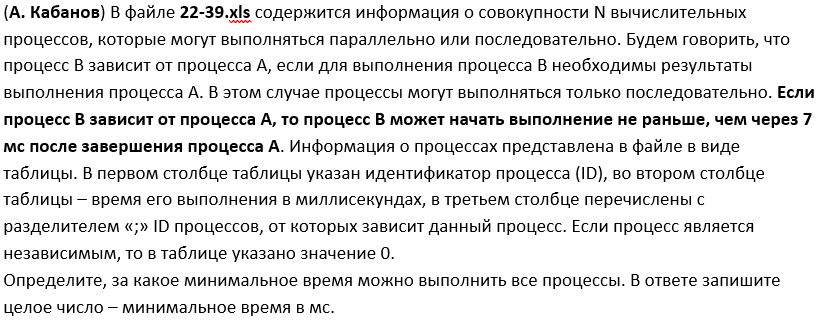 (А. Кабанов) В файле 22-39.xls содержится информация о совокупности N вычислительных
процессов, которые могут выполняться параллельно или последовательно. Будем говорить, что
процесс B зависит от процесса A, если для выполнения процесса B необходимы результаты
выполнения процесса A. В этом случае процессы могут выполняться только последовательно. Если
процесс B зависит от процесса A, то процесс B может начать выполнение не раньше, чем через 7
мс после завершения процесса A. Информация о процессах представлена в файле в виде
таблицы. В первом столбце таблицы указан идентификатор процесса (ID), во втором столбце
таблицы – время его выполнения в миллисекундах, в третьем столбце перечислены с
разделителем «;» ID процессов, от которых зависит данный процесс. Если процесс является
независимым, то в таблице указано значение 0.
Определите, за какое минимальное время можно выполнить все процессы. В ответе запишите
целое число – минимальное время в мс.